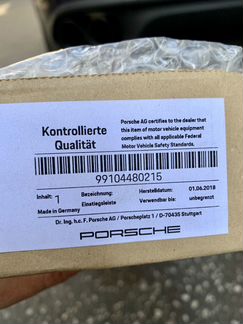 Kontrollierte
Qualität
Porsche AG certifies to the dealer that
this item of motor vehicle equipment
complies with all applicable Federal
Motor Vehicle Safety Standards.
99104480215
Inhalt: 1 Bezeichnung: Herstelldatum: 01.06.2018
Einstiegsleiste Verwendbar bis: unbegrenzt
Made in Germany
Dr. Ing. h.c. F. Porsche AG / Porscheplatz 1 / D-70435 Stuttgart
PORSCHE